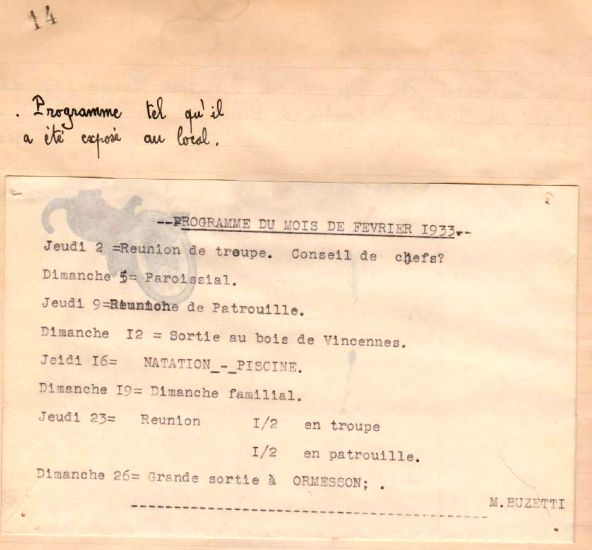 14
. Programme tel qu'il
a été exposé au local.
--PROGRAMME DU MOIS DE FEVRIER I933.--
Jeudi 2 =Reunion de troupe. Conseil de chefs?
Dimanche 5= Paroissial.
Jeudi 9=Reunion de Patrouille.
Dimanche I2 = Sortie au bois de Vincennes.
Jeidi I6= NATATION_-_PISCINE.
Dimanche I9= Dimanche familial.
Jeudi 23= Reunion I/2 en troupe
I/2 en patrouille.
Dimanche 26= Grande sortie à ORMESSON; .
M.BUZETTI